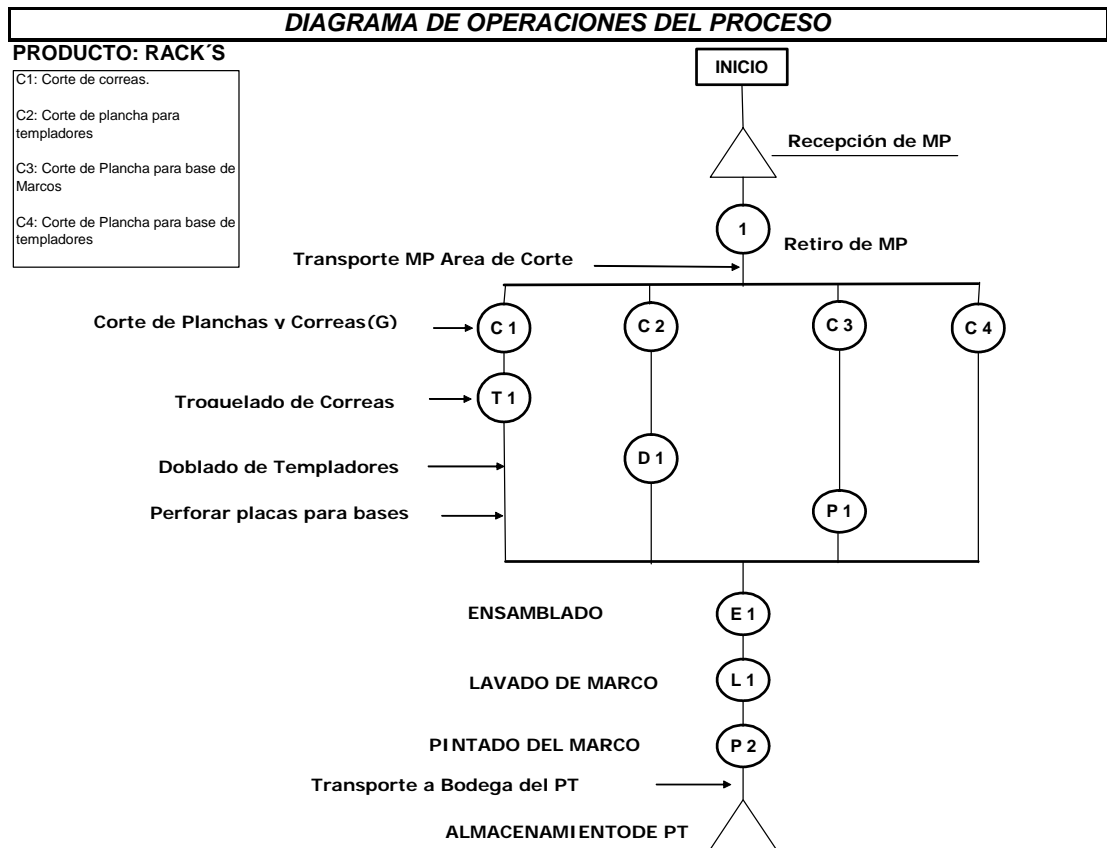 DIAGRAMA DE OPERACIONES DEL PROCESO
PRODUCTO: RACK´S
C1: Corte de correas.
C2: Corte de plancha para
templadores
C3: Corte de Plancha para base de
Marcos
C4: Corte de Plancha para base de
templadores
INICIO
Recepción de MP
1
Retiro de MP
Transporte MP Area de Corte
Corte de Planchas y Correas(G)
C 1
C 2
C 3
C 4
Troquelado de Correas
T 1
Doblado de Templadores
D 1
Perforar placas para bases
P 1
ENSAMBLADO
E 1
LAVADO DE MARCO
L 1
PINTADO DEL MARCO
P 2
Transporte a Bodega del PT
ALMACENAMIENTODE PT